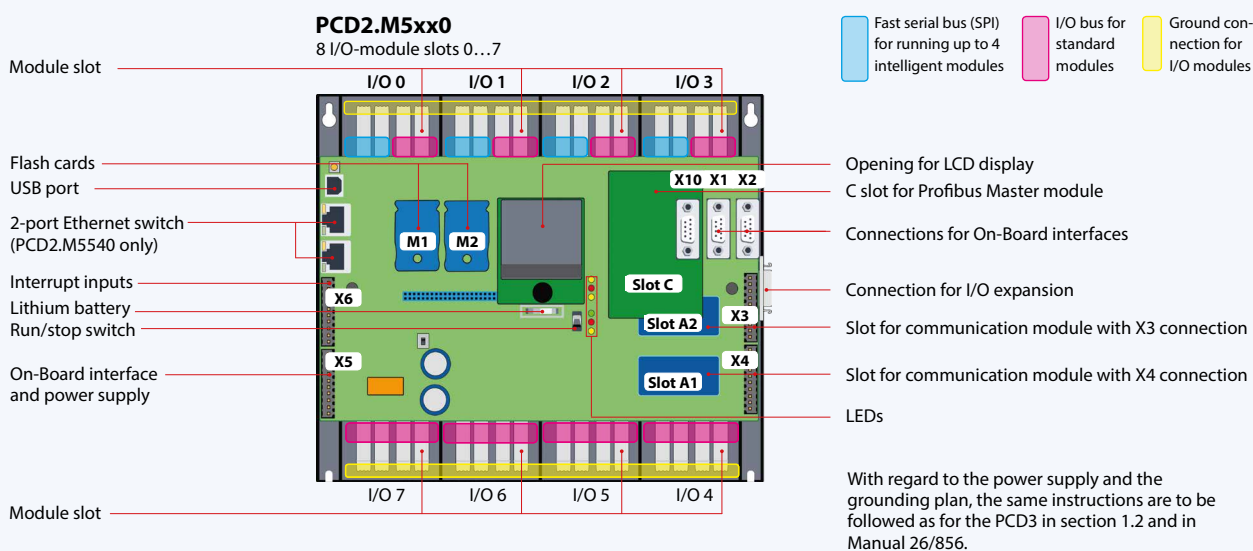 PCD2.M5xx0
8 I/O-module slots 0…7
Fast serial bus (SPI)
for running up to 4
intelligent modules
I/O bus for
standard
modules
Ground con-
nection for
I/O modules
Module slot
I/O 0
I/O 1
I/O 2
I/O 3
Flash cards
USB port
2-port Ethernet switch
(PCD2.M5540 only)
Interrupt inputs
Lithium battery
Run/stop switch
On-Board interface
and power supply
M1
M2
X10 X1 X2
Slot C
X6
X3
Slot A2
X5
X4
Slot A1
Opening for LCD display
C slot for Profibus Master module
Connections for On-Board interfaces
Connection for I/O expansion
Slot for communication module with X3 connection
Slot for communication module with X4 connection
LEDs
I/O 7
I/O 6
I/O 5
I/O 4
Module slot
With regard to the power supply and the
grounding plan, the same instructions are to be
followed as for the PCD3 in section 1.2 and in
Manual 26/856.